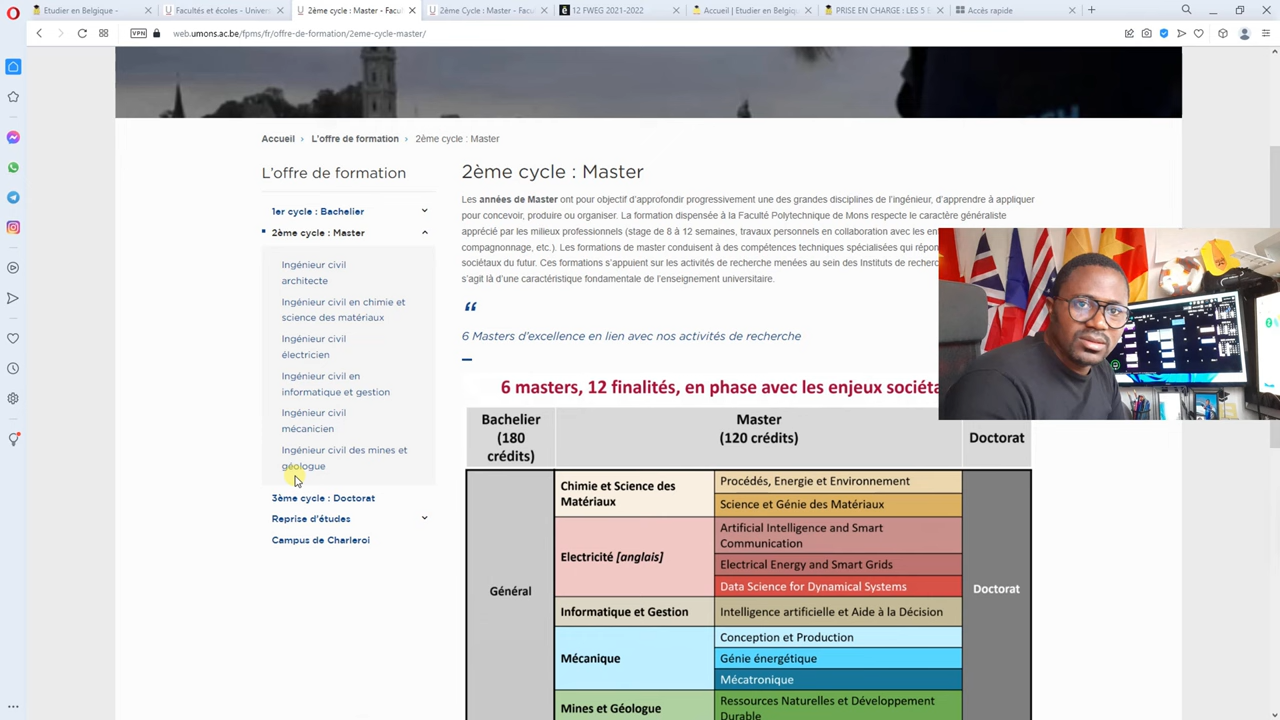 Etudier en Belgique -
Facultés et écoles - Univers
2ème cycle : Master - Facu
2ème Cycle : Master - Fac
12 FWEG 2021-2022
Accueil | Etudier en Belgiqu
PRISE EN CHARGE : LES 5 E
Accès rapide
VPN
web.umons.ac.be/fpms/fr/offre-de-formation/2eme-cycle-master/
Accueil > L'offre de formation > 2ème cycle : Master
L'offre de formation
1er cycle : Bachelier
2ème cycle : Master
Ingénieur civil
architecte
Ingénieur civil en chimie et
science des matériaux
Ingénieur civil
électricien
Ingénieur civil en
informatique et gestion
Ingénieur civil
mécanicien
Ingénieur civil des mines et
géologue
3ème cycle : Doctorat
Reprise d'études
Campus de Charleroi
2ème cycle : Master
Les années de Master ont pour objectif d'approfondir progressivement une des grandes disciplines de l'ingénieur, d'apprendre à appliquer
pour concevoir, produire ou organiser. La formation dispensée à la Faculté Polytechnique de Mons respecte le caractère généraliste
apprécié par les milieux professionnels (stage de 8 à 12 semaines, travaux personnels en collaboration avec les en
compagnonnage, etc.). Les formations de master conduisent à des compétences techniques spécialisées qui répon
sociétaux du futur. Ces formations s'appuient sur les activités de recherche menées au sein des Instituts de recherc
s'agit là d'une caractéristique fondamentale de l'enseignement universitaire.
“
6 Masters d'excellence en lien avec nos activités de recherche
6 masters, 12 finalités, en phase avec les enjeux sociéta
Bachelier
(180
crédits)
Master
(120 crédits)
Doctorat
Général
Chimie et Science des
Matériaux
Procédés, Energie et Environnement
Science et Génie des Matériaux
Electricité [anglais]
Artificial Intelligence and Smart
Communication
Electrical Energy and Smart Grids
Data Science for Dynamical Systems
Informatique et Gestion
Intelligence artificielle et Aide à la Décision
Mécanique
Conception et Production
Génie énergétique
Mécatronique
Mines et Géologue
Ressources Naturelles et Développement
Durable
Doctorat